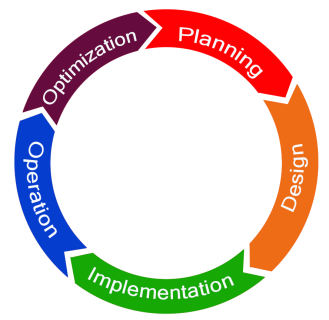 Planning
Design
Implementation
Operation
Optimization